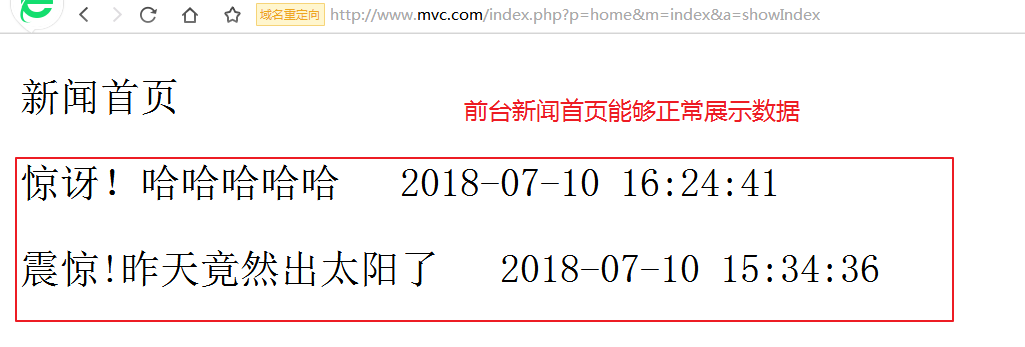 域名重定向 http://www.mvc.com/index.php?p=home&m=index&a=showIndex
新闻首页
前台新闻首页能够正常展示数据
惊讶！哈哈哈哈哈 2018-07-10 16:24:41
震惊!昨天竟然出太阳了 2018-07-10 15:34:36